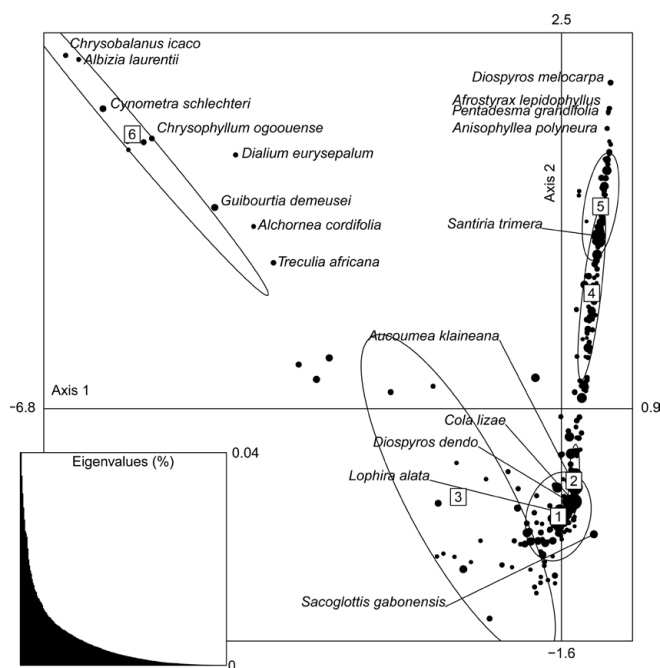 2.5
Chrysobalanus icaco
Albizia laurentii
Diospyros melocarpa
Cynometra schlechteri
Afrostyrax lepidophyllus
Pentadesma grandifolia
Anisophyllea polyneura
6
Chrysophyllum ogoouense
Dialium eurysepalum
Axis 2
Guibourtia demeusei
5
Alchornea cordifolia
Santiria trimera
Treculia africana
4
Aucoumea klaineana
Axis 1
−6.8
0.9
Cola lizae
Diospyros dendo
Eigenvalues (%)
0.04
Lophira alata
2
3
1
Sacoglottis gabonensis
0
−1.6